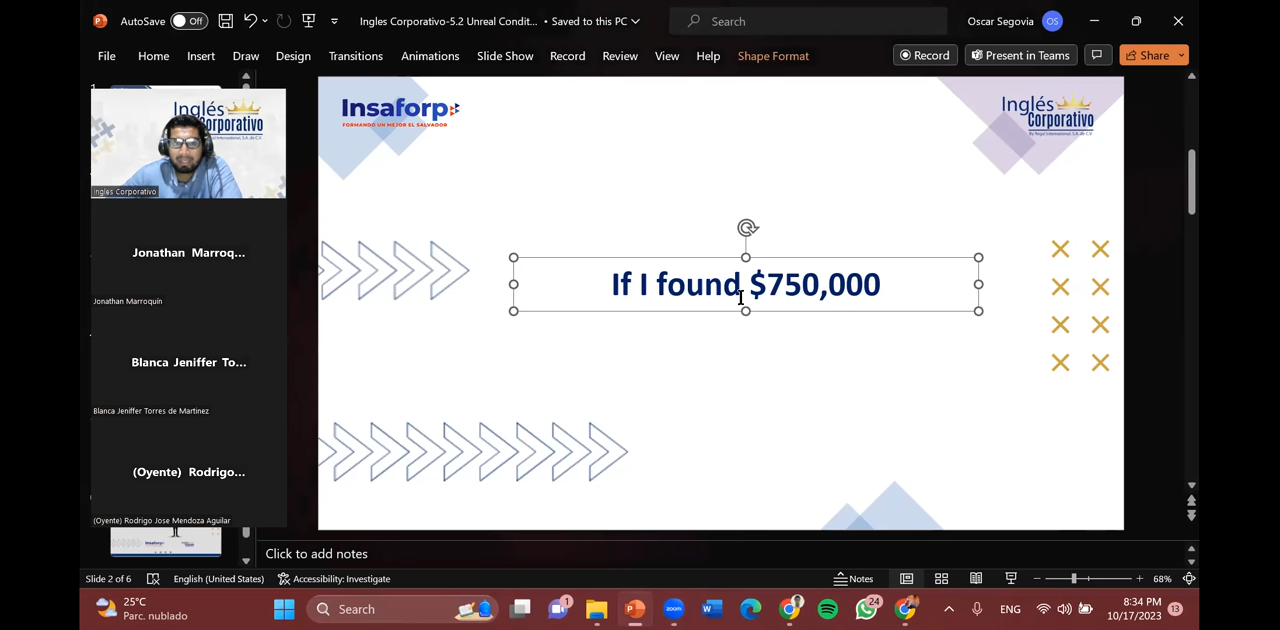 AutoSave Off
Ingles Corporativo-5.2 Unreal Condit... • Saved to this PC
Search
Oscar Segovia OS
File Home Insert Draw Design Transitions Animations Slide Show Record Review View Help Shape Format
Record Present in Teams Share
Insaforp
FORMANDO UN MEJOR EL SALVADOR
Inglés
Corporativo
Inglés
Corporativo
Ingles Corporativo
Jonathan Marroq...
Jonathan Marroquín
Blanca Jeniffer To...
Blanca Jeniffer Torres de Martinez
(Oyente) Rodrigo...
(Oyente) Rodrigo Jose Mendoza Aguilar
If I found $750,000
Click to add notes
Slide 2 of 6 English (United States) Accessibility: Investigate Notes 68%
25°C
Parc. nublado
Search
zoom
1
24
ENG
8:34 PM
10/17/2023
13